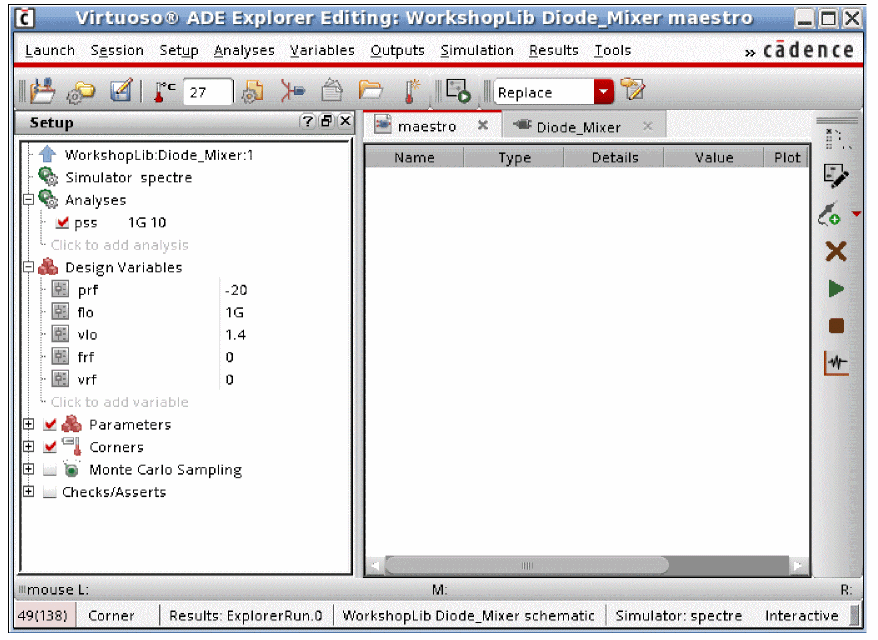 Virtuoso® ADE Explorer Editing: WorkshopLib Diode_Mixer maestro
Launch Session Setup Analyses Variables Outputs Simulation Results Tools » cādence
27 Replace
Setup
maestro Diode_Mixer
Name Type Details Value Plot
WorkshopLib:Diode_Mixer:1
Simulator spectre
Analyses
pss 1G 10
Click to add analysis
Design Variables
prf -20
flo 1G
vlo 1.4
frf 0
vrf 0
Click to add variable
Parameters
Corners
Monte Carlo Sampling
Checks/Asserts
mouse L: M: R:
49(138) Corner Results: ExplorerRun.0 WorkshopLib Diode_Mixer schematic Simulator: spectre Interactive